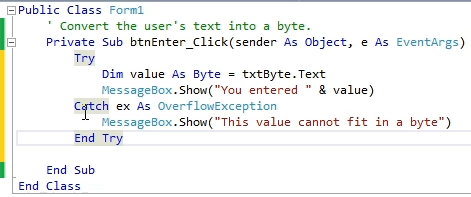 Public Class Form1
' Convert the user's text into a byte.
Private Sub btnEnter_Click(sender As Object, e As EventArgs)
Try
Dim value As Byte = txtByte.Text
MessageBox.Show("You entered " & value)
Catch ex As OverflowException
MessageBox.Show("This value cannot fit in a byte")
End Try
End Sub
End Class